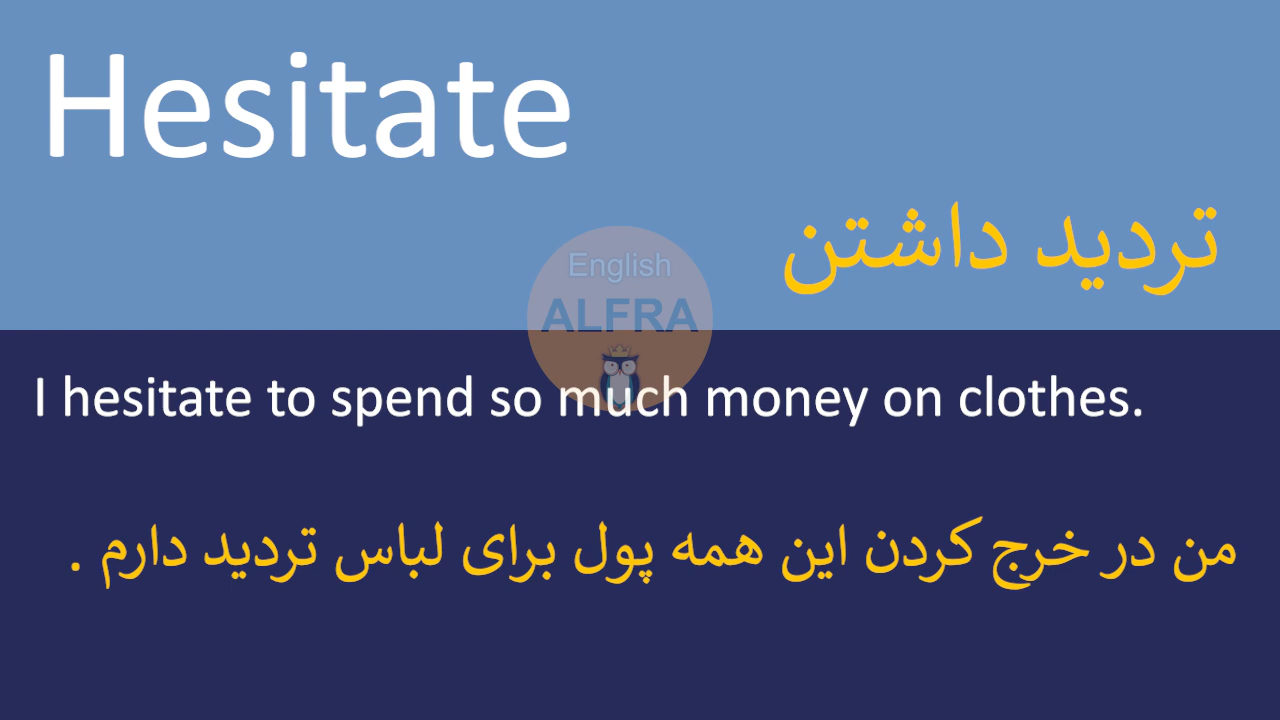 Hesitate
تردید داشتن
English
ALFRA
I hesitate to spend so much money on clothes.
من در خرج کردن این همه پول برای لباس تردید دارم .